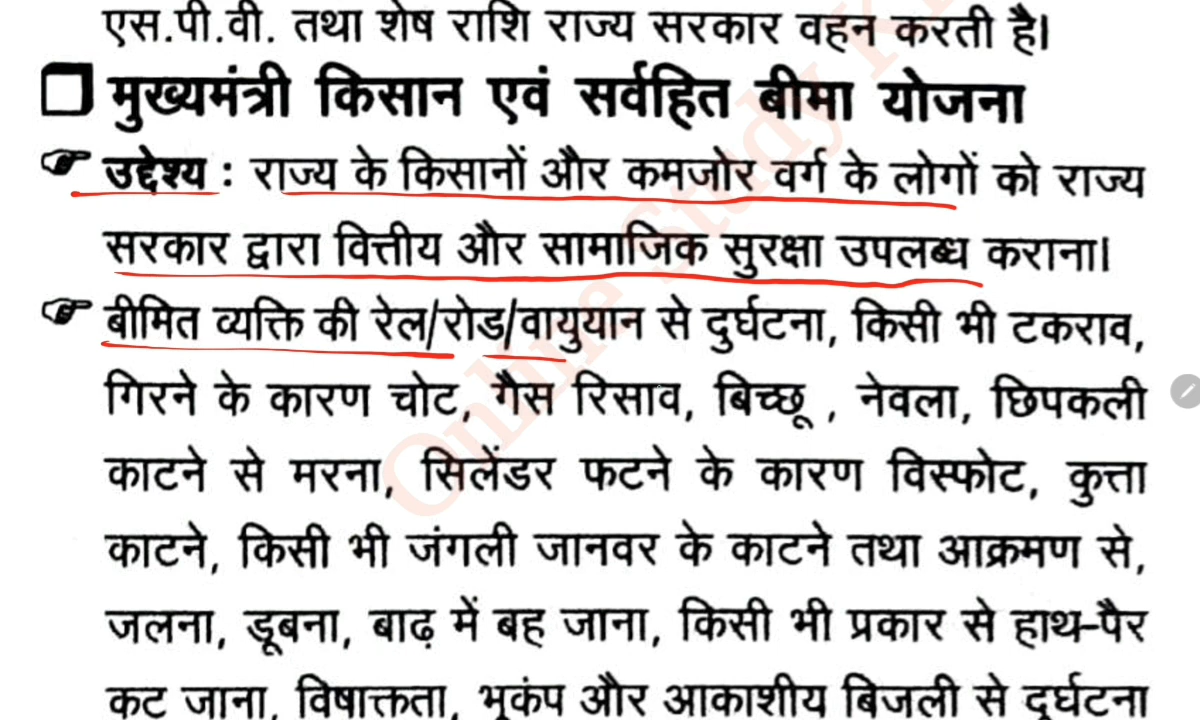 एस.पी.वी. तथा शेष राशि राज्य सरकार वहन करती है।
मुख्यमंत्री किसान एवं सर्वहित बीमा योजना
उद्देश्य : राज्य के किसानों और कमजोर वर्ग के लोगों को राज्य
सरकार द्वारा वित्तीय और सामाजिक सुरक्षा उपलब्ध कराना।
बीमित व्यक्ति की रेल/रोड/वायुयान से दुर्घटना, किसी भी टकराव,
गिरने के कारण चोट, गैस रिसाव, बिच्छू , नेवला, छिपकली
काटने से मरना, सिलेंडर फटने के कारण विस्फोट, कुत्ता
काटने, किसी भी जंगली जानवर के काटने तथा आक्रमण से,
जलना, डूबना, बाढ़ में बह जाना, किसी भी प्रकार से हाथ-पैर
कट जाना, विषाक्तता, भूकंप और आकाशीय बिजली से दुर्घटना
Online Study